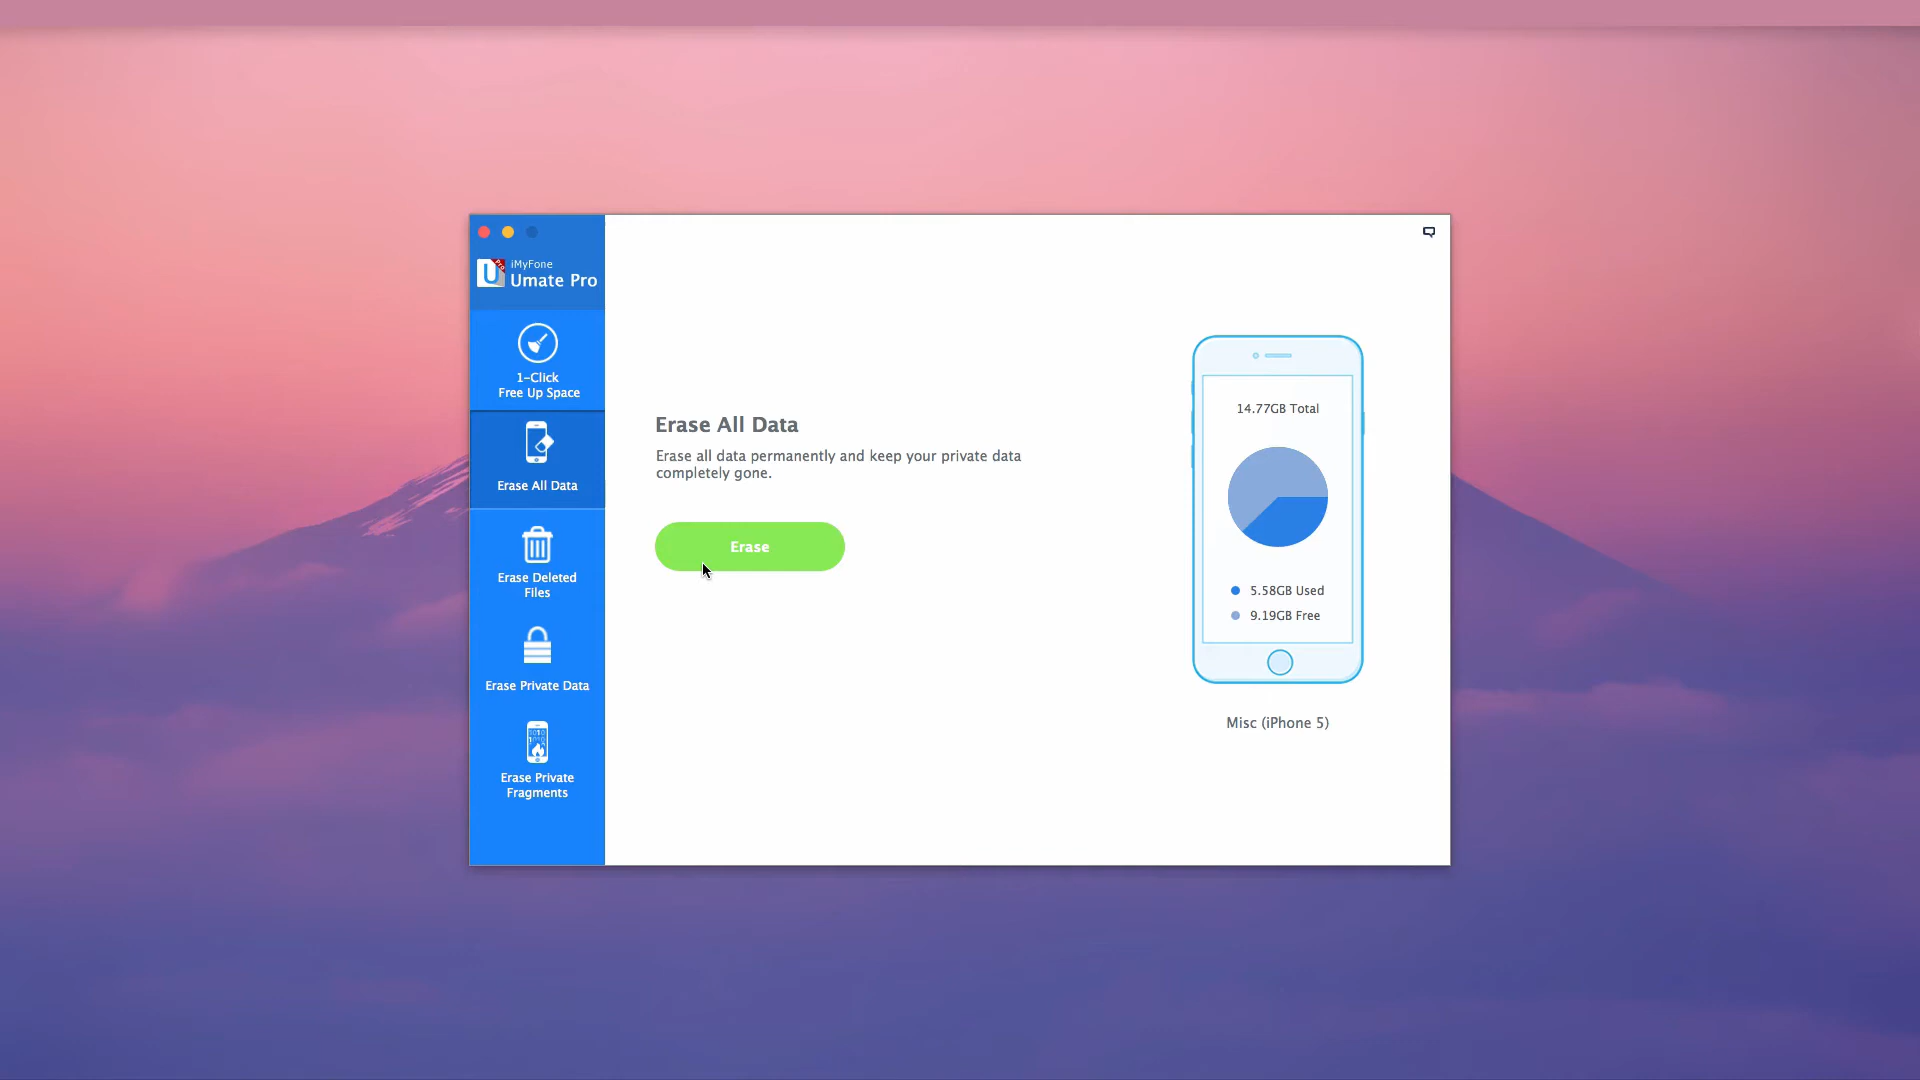 iMyFone
Umate Pro
1-Click
Free Up Space
Erase All Data
Erase Deleted
Files
Erase Private Data
Erase Private
Fragments
Erase All Data
Erase all data permanently and keep your private data
completely gone.
Erase
14.77GB Total
5.58GB Used
9.19GB Free
Misc (iPhone 5)